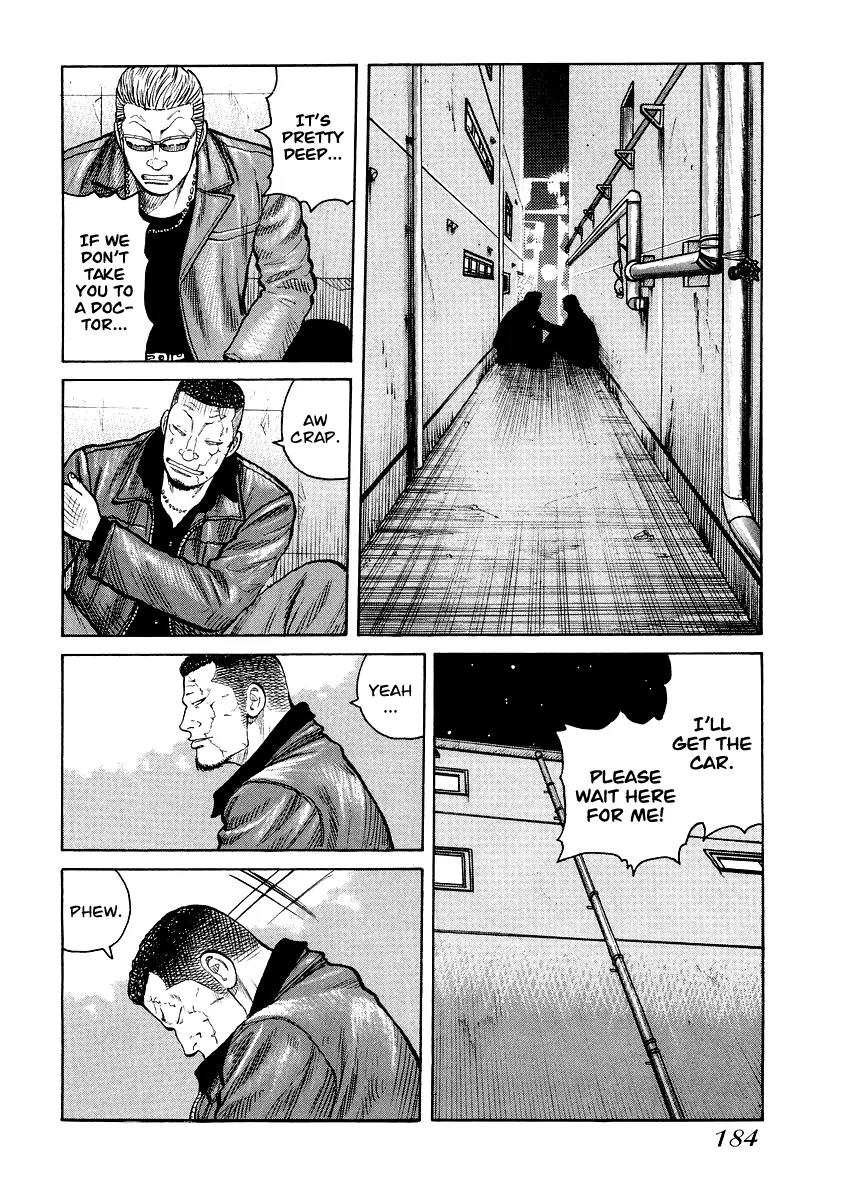 IT'S
PRETTY
DEEP...
IF WE
DON'T
TAKE
YOU TO
A DOC-
TOR...
AW
CRAP.
I'LL
GET THE
CAR.
PLEASE
WAIT HERE
FOR ME!
YEAH
...
PHEW.
184